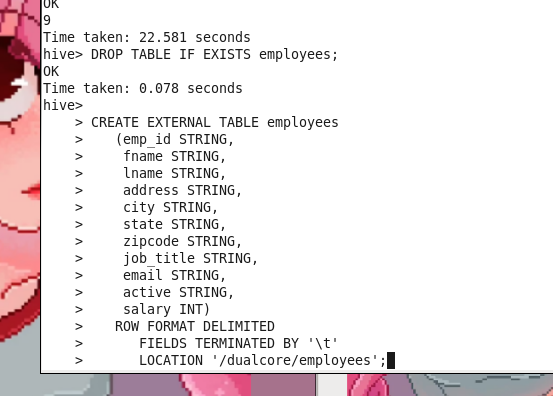 OK
9
Time taken: 22.581 seconds
hive> DROP TABLE IF EXISTS employees;
OK
Time taken: 0.078 seconds
hive>
    > CREATE EXTERNAL TABLE employees
    >    (emp_id STRING,
    >     fname STRING,
    >     lname STRING,
    >     address STRING,
    >     city STRING,
    >     state STRING,
    >     zipcode STRING,
    >     job_title STRING,
    >     email STRING,
    >     active STRING,
    >     salary INT)
    >    ROW FORMAT DELIMITED
    >       FIELDS TERMINATED BY '\t'
    >       LOCATION '/dualcore/employees';